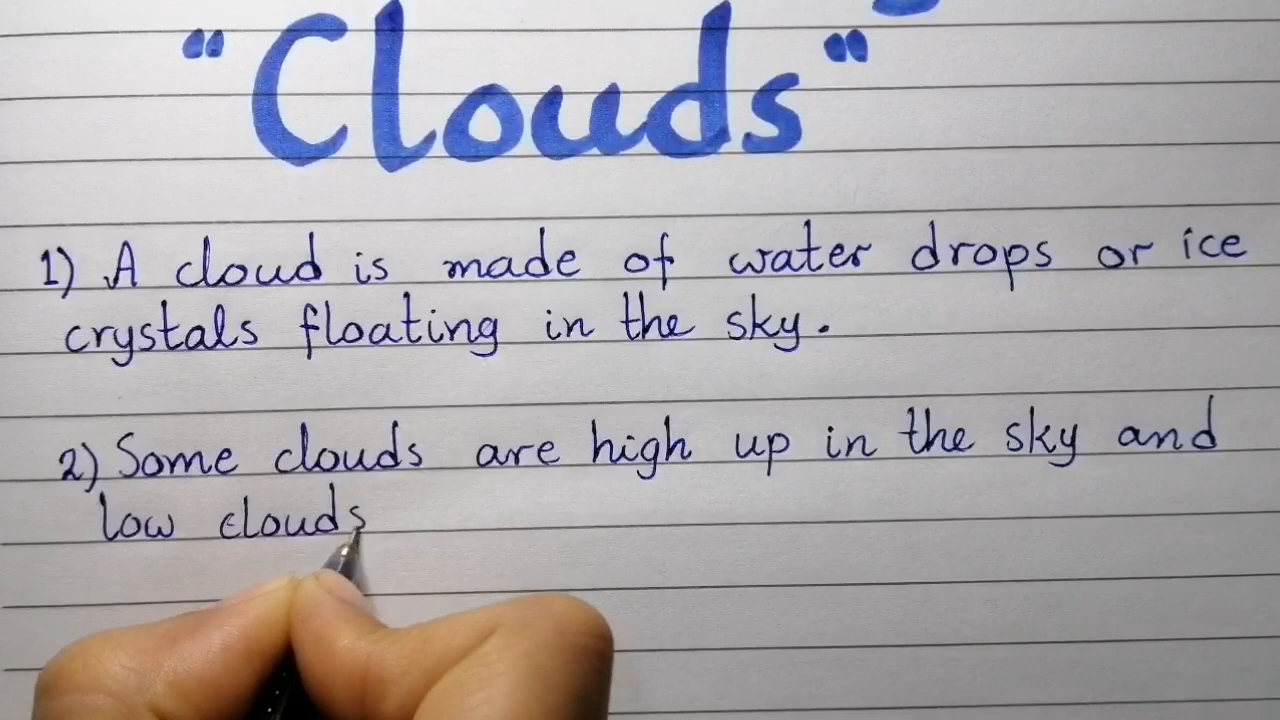 "Clouds"
1) A cloud is made of water drops or ice
crystals floating in the sky.
2) Some clouds are high up in the sky and
low clouds